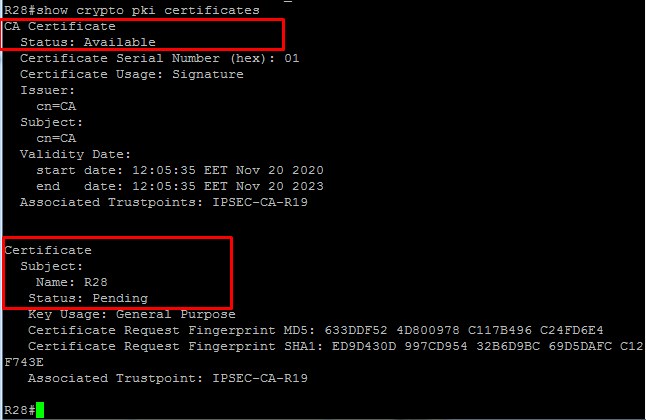 R28#show crypto pki certificates
CA Certificate
Status: Available
Certificate Serial Number (hex): 01
Certificate Usage: Signature
Issuer:
cn=CA
Subject:
cn=CA
Validity Date:
start date: 12:05:35 EET Nov 20 2020
end date: 12:05:35 EET Nov 20 2023
Associated Trustpoints: IPSEC-CA-R19
Certificate
Subject:
Name: R28
Status: Pending
Key Usage: General Purpose
Certificate Request Fingerprint MD5: 633DDF52 4D800978 C117B496 C24FD6E4
Certificate Request Fingerprint SHA1: ED9D430D 997CD954 32B6D9BC 69D5DAFC C12
F743E
Associated Trustpoint: IPSEC-CA-R19
R28#